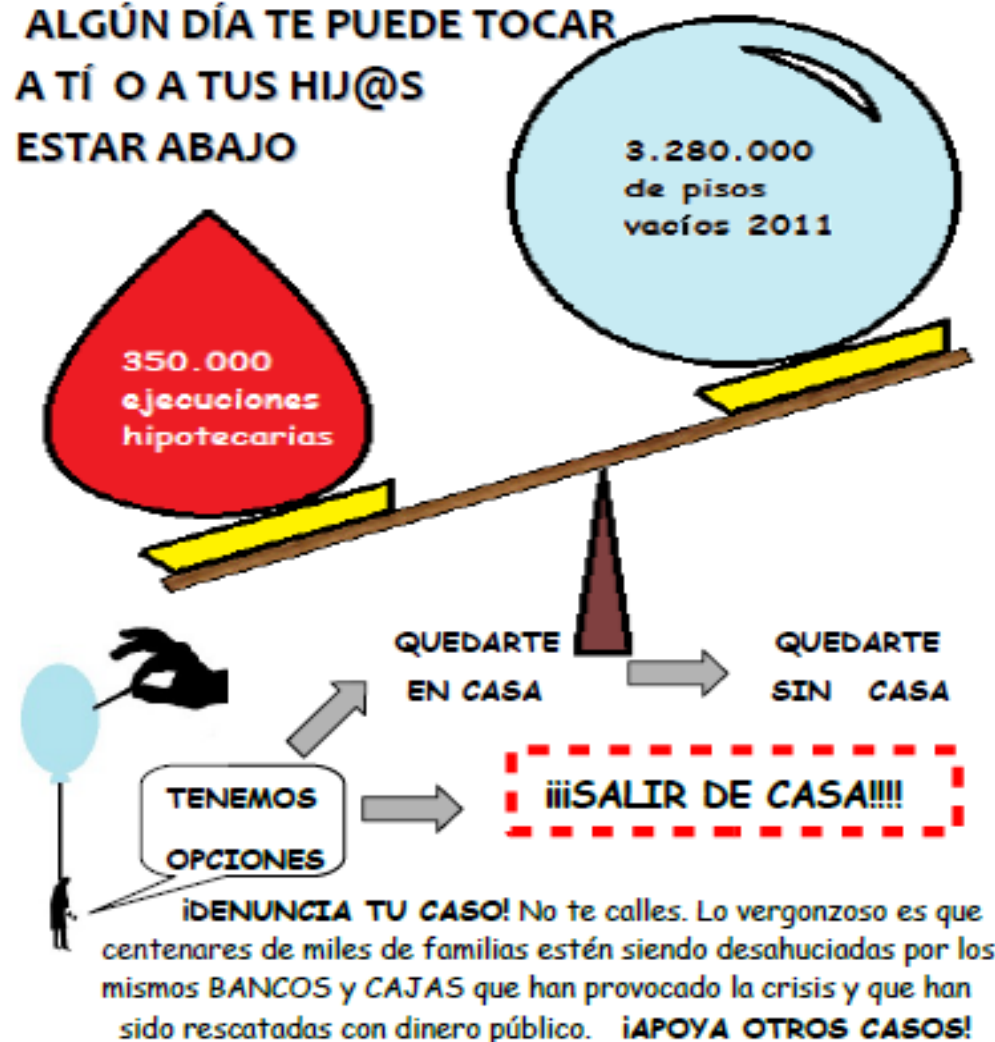 ALGÚN DÍA TE PUEDE TOCAR
A TÍ O A TUS HIJ@S
ESTAR ABAJO
3.280.000
de pisos
vacíos 2011
350.000
ejecuciones
hipotecarias
QUEDARTE
EN CASA
QUEDARTE
SIN CASA
TENEMOS
OPCIONES
¡¡¡SALIR DE CASA!!!!
¡DENUNCIA TU CASO! No te calles. Lo vergonzoso es que
centenares de miles de familias estén siendo desahuciadas por los
mismos BANCOS y CAJAS que han provocado la crisis y que han
sido rescatadas con dinero público. ¡APOYA OTROS CASOS!